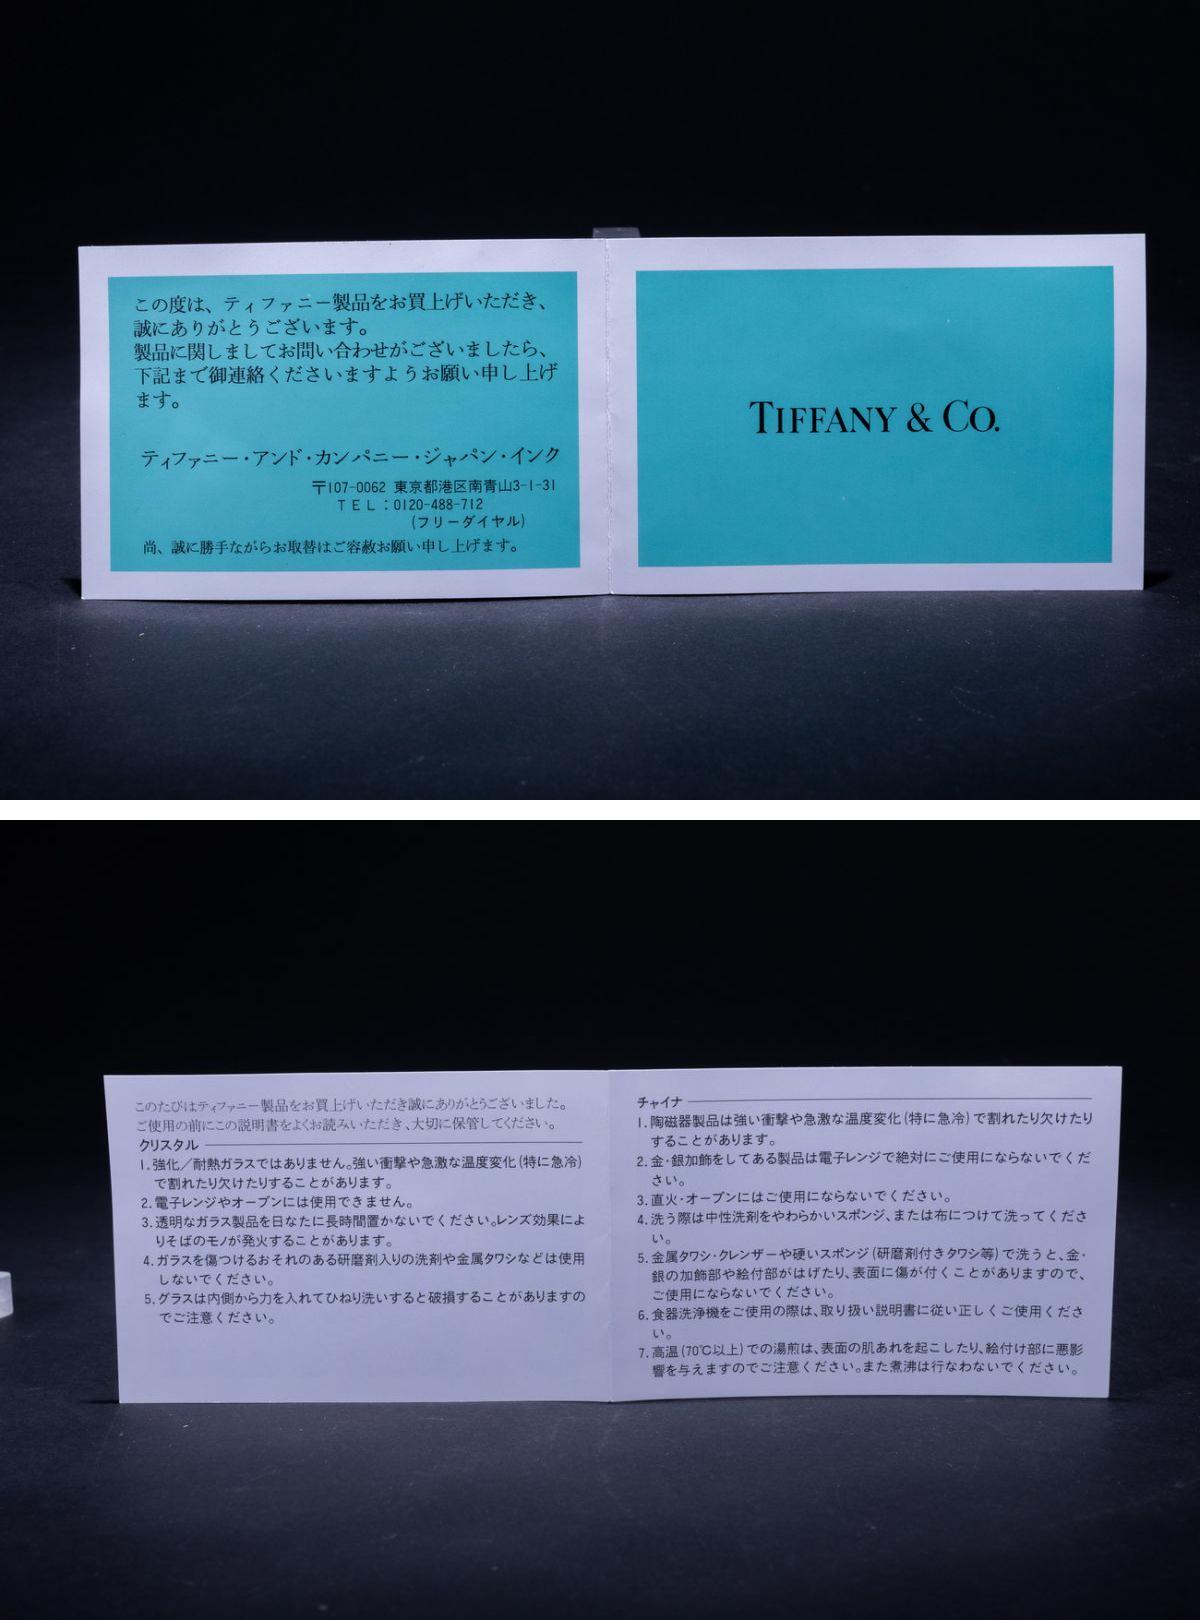 この度は、ティファニー製品をお買上げいただき、
誠にありがとうございます。
製品に関しましてお問い合わせがございましたら、
下記まで御連絡くださいますようお願い申し上げ
ます。
ティファニー・アンド・カンパニー・ジャパン・インク
〒107-0062 東京都港区南青山3-1-31
TEL:0120-488-712
(フリーダイヤル)
尚、誠に勝手ながらお取替はご容赦お願い申し上げます。
TIFFANY & CO.
このたびはティファニー製品をお買上げいただき誠にありがとうございました。
ご使用の前にこの説明書をよくお読みいただき、大切に保管してください。
クリスタル
1. 強化/耐熱ガラスではありません。強い衝撃や急激な温度変化(特に急冷)
で割れたり欠けたりすることがあります。
2. 電子レンジやオーブンには使用できません。
3. 透明なガラス製品を日なたに長時間置かないでください。レンズ効果によ
りそばのモノが発火することがあります。
4. ガラスを傷つけるおそれのある研磨剤入りの洗剤や金属タワシなどは使用
しないでください。
5. グラスは内側から力を入れてひねり洗いすると破損することがありますの
でご注意ください。
チャイナ
1. 陶磁器製品は強い衝撃や急激な温度変化(特に急冷)で割れたり欠けたり
することがあります。
2. 金・銀加飾をしてある製品は電子レンジで絶対にご使用にならないでくだ
さい。
3. 直火・オーブンにはご使用にならないでください。
4. 洗う際は中性洗剤をやわらかいスポンジ、または布につけて洗ってくださ
い。
5. 金属タワシ・クレンザーや硬いスポンジ(研磨剤付きタワシ等)で洗うと、金・
銀の加飾部や絵付部がはげたり、表面に傷が付くことがありますので、
ご使用にならないでください。
6. 食器洗浄機をご使用の際は、取り扱い説明書に従い正しくご使用くださ
い。
7. 高温(70℃以上)での湯煎は、表面の肌あれを起こしたり、絵付け部に悪影
響を与えますのでご注意ください。また煮沸は行なわないでください。